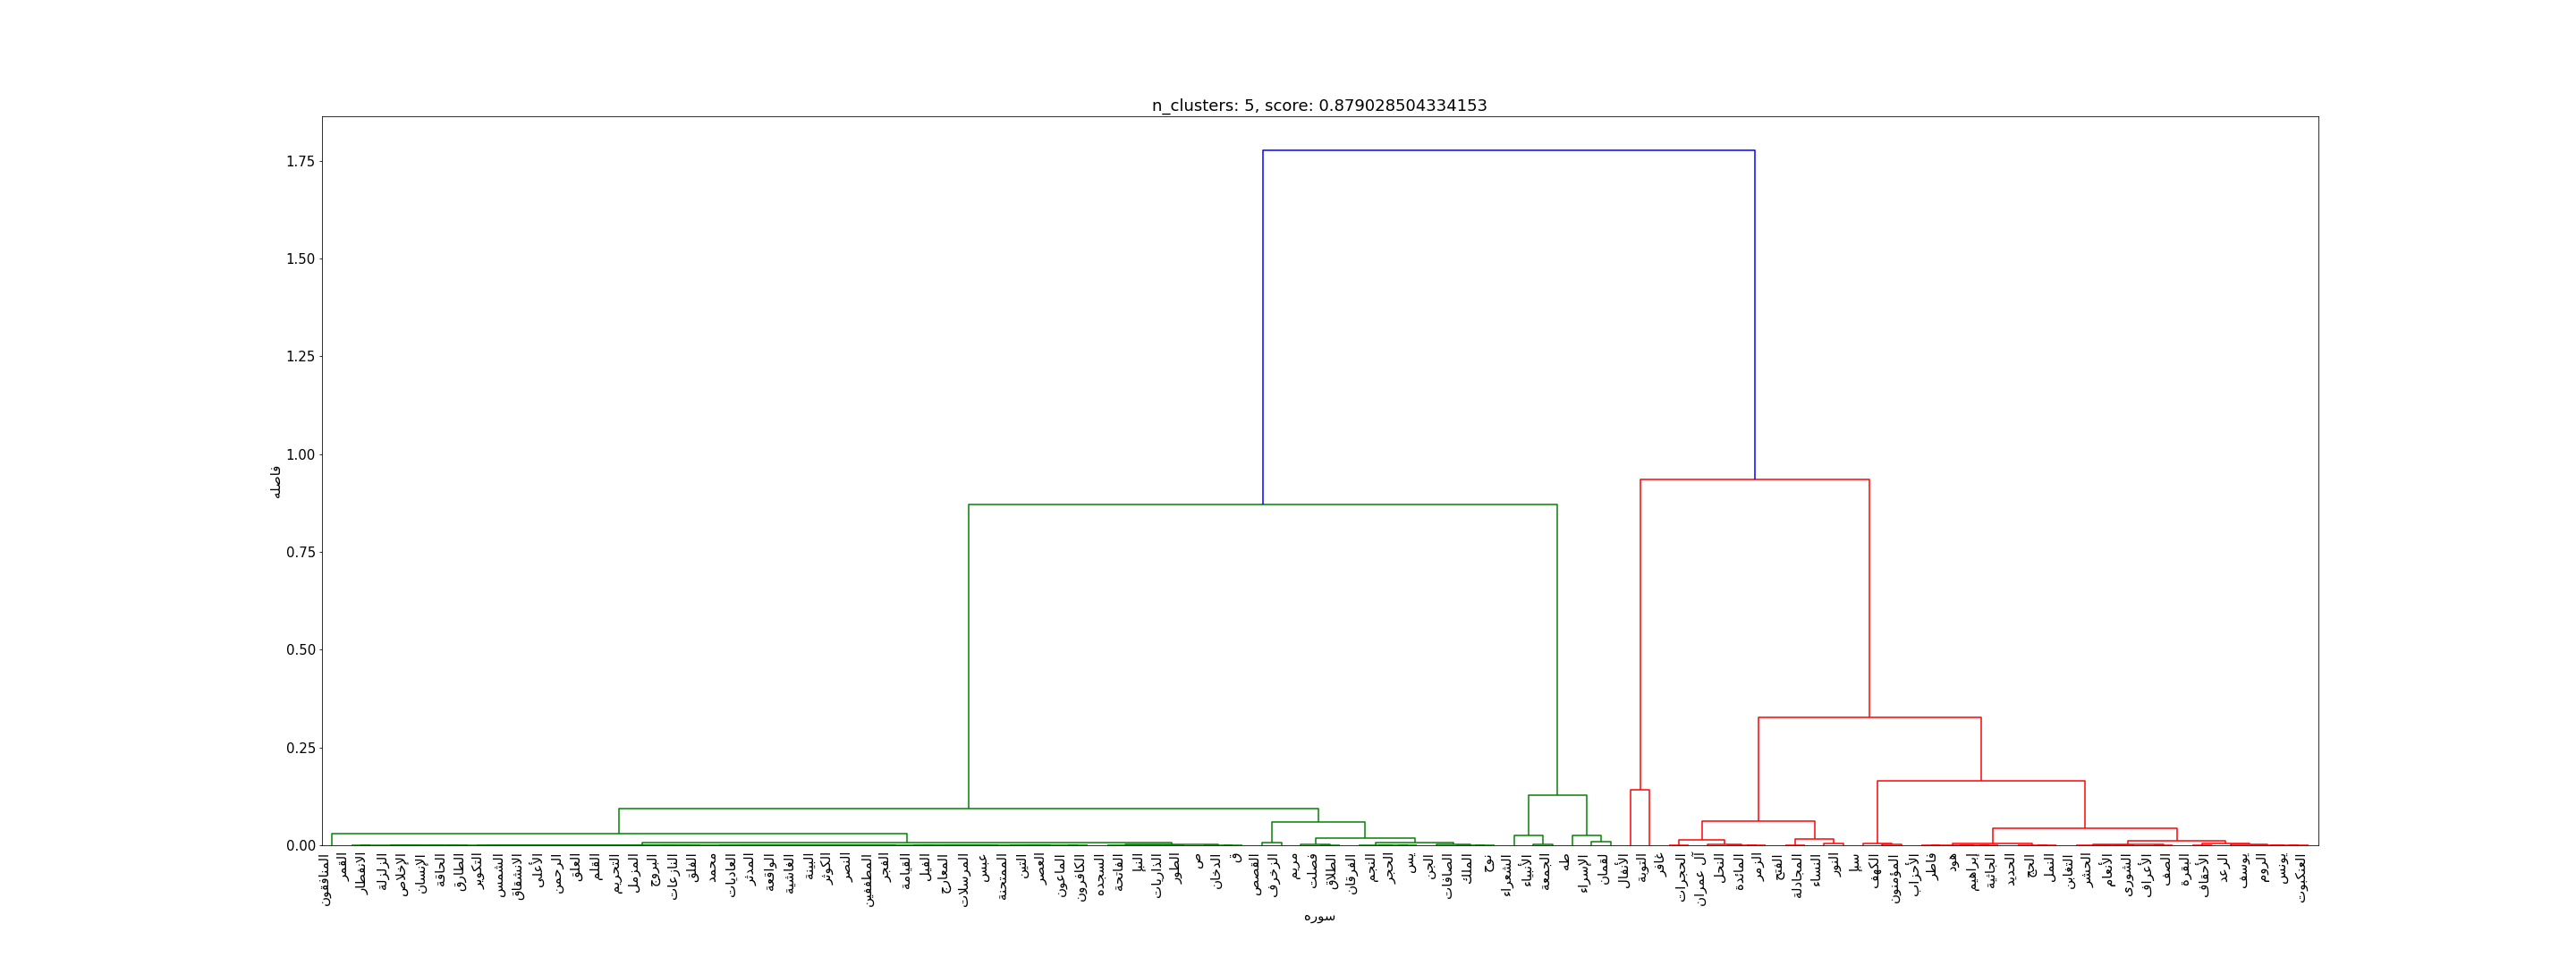 n_clusters: 5, score: 0.879028504334153
1.75
1.50
1.25
1.00
0.75
0.50
0.25
0.00
فاصله
المنافقون
القمر
الانفطار
الزلزلة
الإخلاص
الإنسان
الحاقة
الطارق
التكوير
الشمس
الانشقاق
الأعلى
الرحمن
العلق
القلم
التحريم
المزمل
البروج
النازعات
الفلق
محمد
العاديات
المدثر
الواقعة
الغاشية
البينة
الكوثر
النصر
المطففين
الفجر
القيامة
الفيل
المعارج
المرسلات
عبس
الممتحنة
التين
العصر
الماعون
الكافرون
السجده
الفاتحة
النبإ
الذاريات
الطور
ص
الدخان
ق
القصص
الزخرف
مريم
فصلت
الطلاق
الفرقان
النجم
الحجر
يس
الجن
الصافات
الملك
نوح
الشعراء
الأنبياء
الجمعة
طه
الإسراء
لقمان
الأنفال
التوبة
غافر
الحجرات
آل عمران
النحل
المائدة
الزمر
الفتح
المجادلة
النساء
النور
سبإ
الكهف
المؤمنون
الأحزاب
فاطر
هود
إبراهيم
الجاثية
الحديد
الحج
النمل
التغابن
الحشر
الأنعام
الشورى
الأعراف
الصف
البقرة
الأحقاف
الرعد
يوسف
الروم
يونس
العنكبوت
سوره